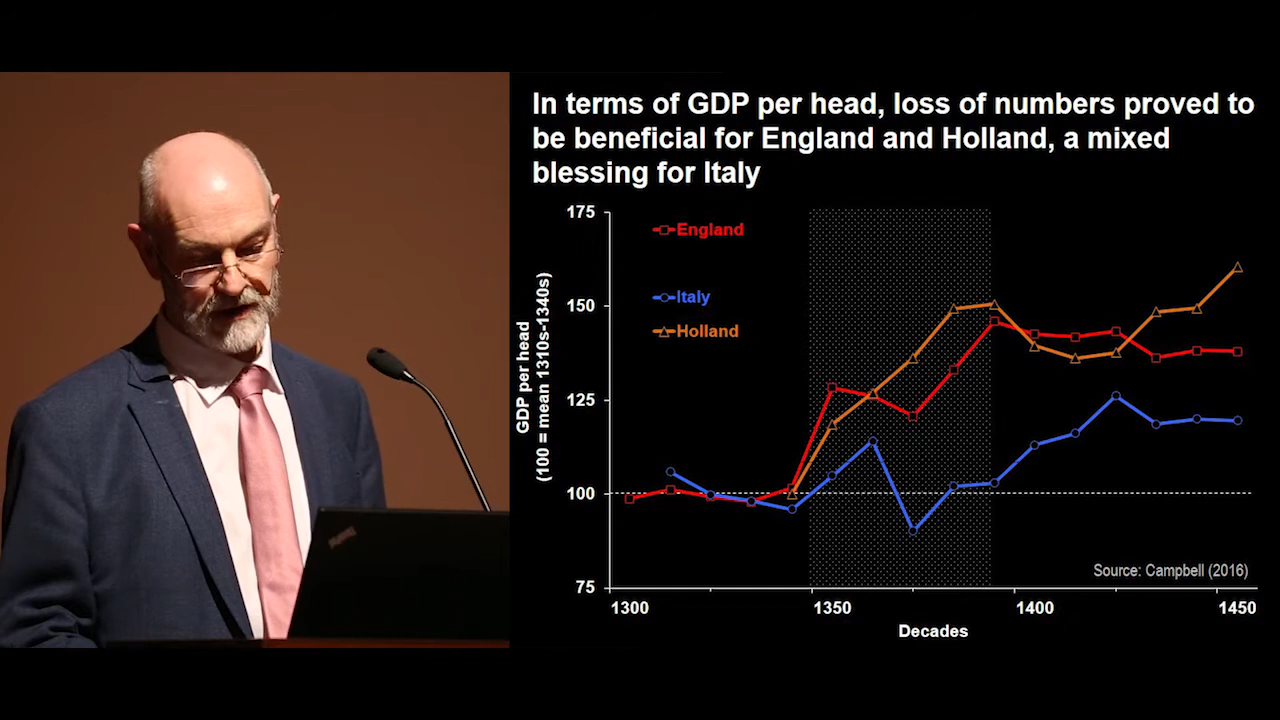 In terms of GDP per head, loss of numbers proved to
be beneficial for England and Holland, a mixed
blessing for Italy
175
England
Italy
150
Holland
GDP per head
(100 = mean 1310s-1340s)
125
100
Source: Campbell (2016)
75
1300
1350
1400
1450
Decades